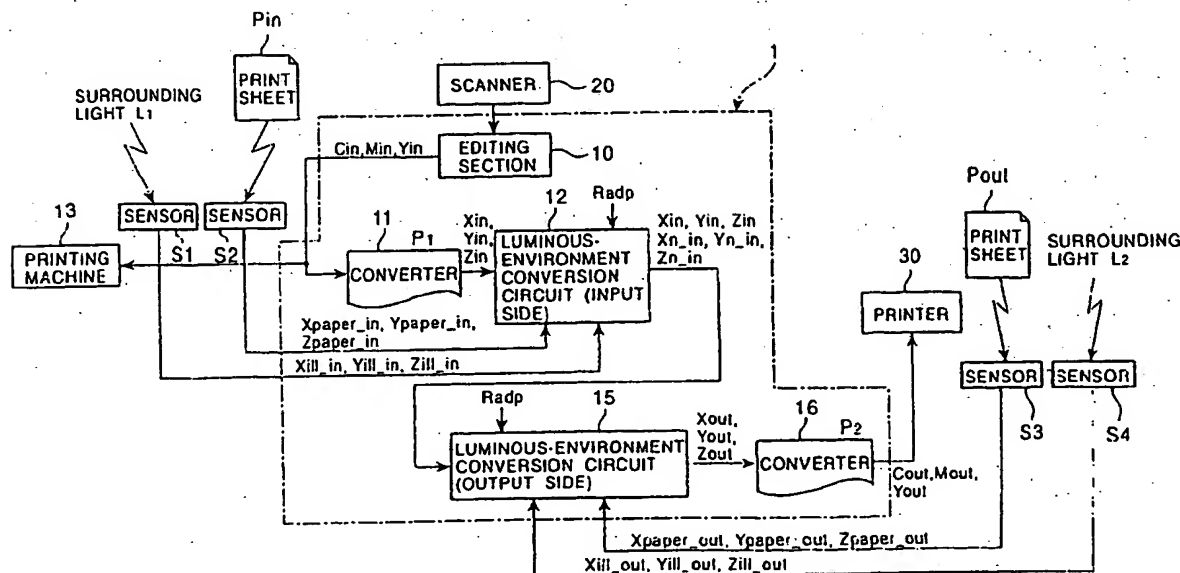 Pin
PRINT
SHEET
SURROUNDING
LIGHT L1
SCANNER
20
1
Cin,Min,Yin
EDITING
SECTION
10
13
PRINTING
MACHINE
SENSOR
S1
SENSOR
S2
11
P1
CONVERTER
Xin,
Yin,
Zin
12
Radp
LUMINOUS-
ENVIRONMENT
CONVERSION
CIRCUIT (INPUT
SIDE)
Xin, Yin, Zin
Xn_in, Yn_in,
Zn_in
Xpaper_in, Ypaper_in,
Zpaper_in
Xill_in, Yill_in, Zill_in
Pout
PRINT
SHEET
SURROUNDING
LIGHT L2
30
PRINTER
SENSOR
S3
SENSOR
S4
Radp
15
LUMINOUS-ENVIRONMENT
CONVERSION CIRCUIT
(OUTPUT SIDE)
Xout,
Yout,
Zout
16
P2
CONVERTER
Cout,Mout,
Yout
Xpaper_out, Ypaper_out, Zpaper_out
Xill_out, Yill_out, Zill_out